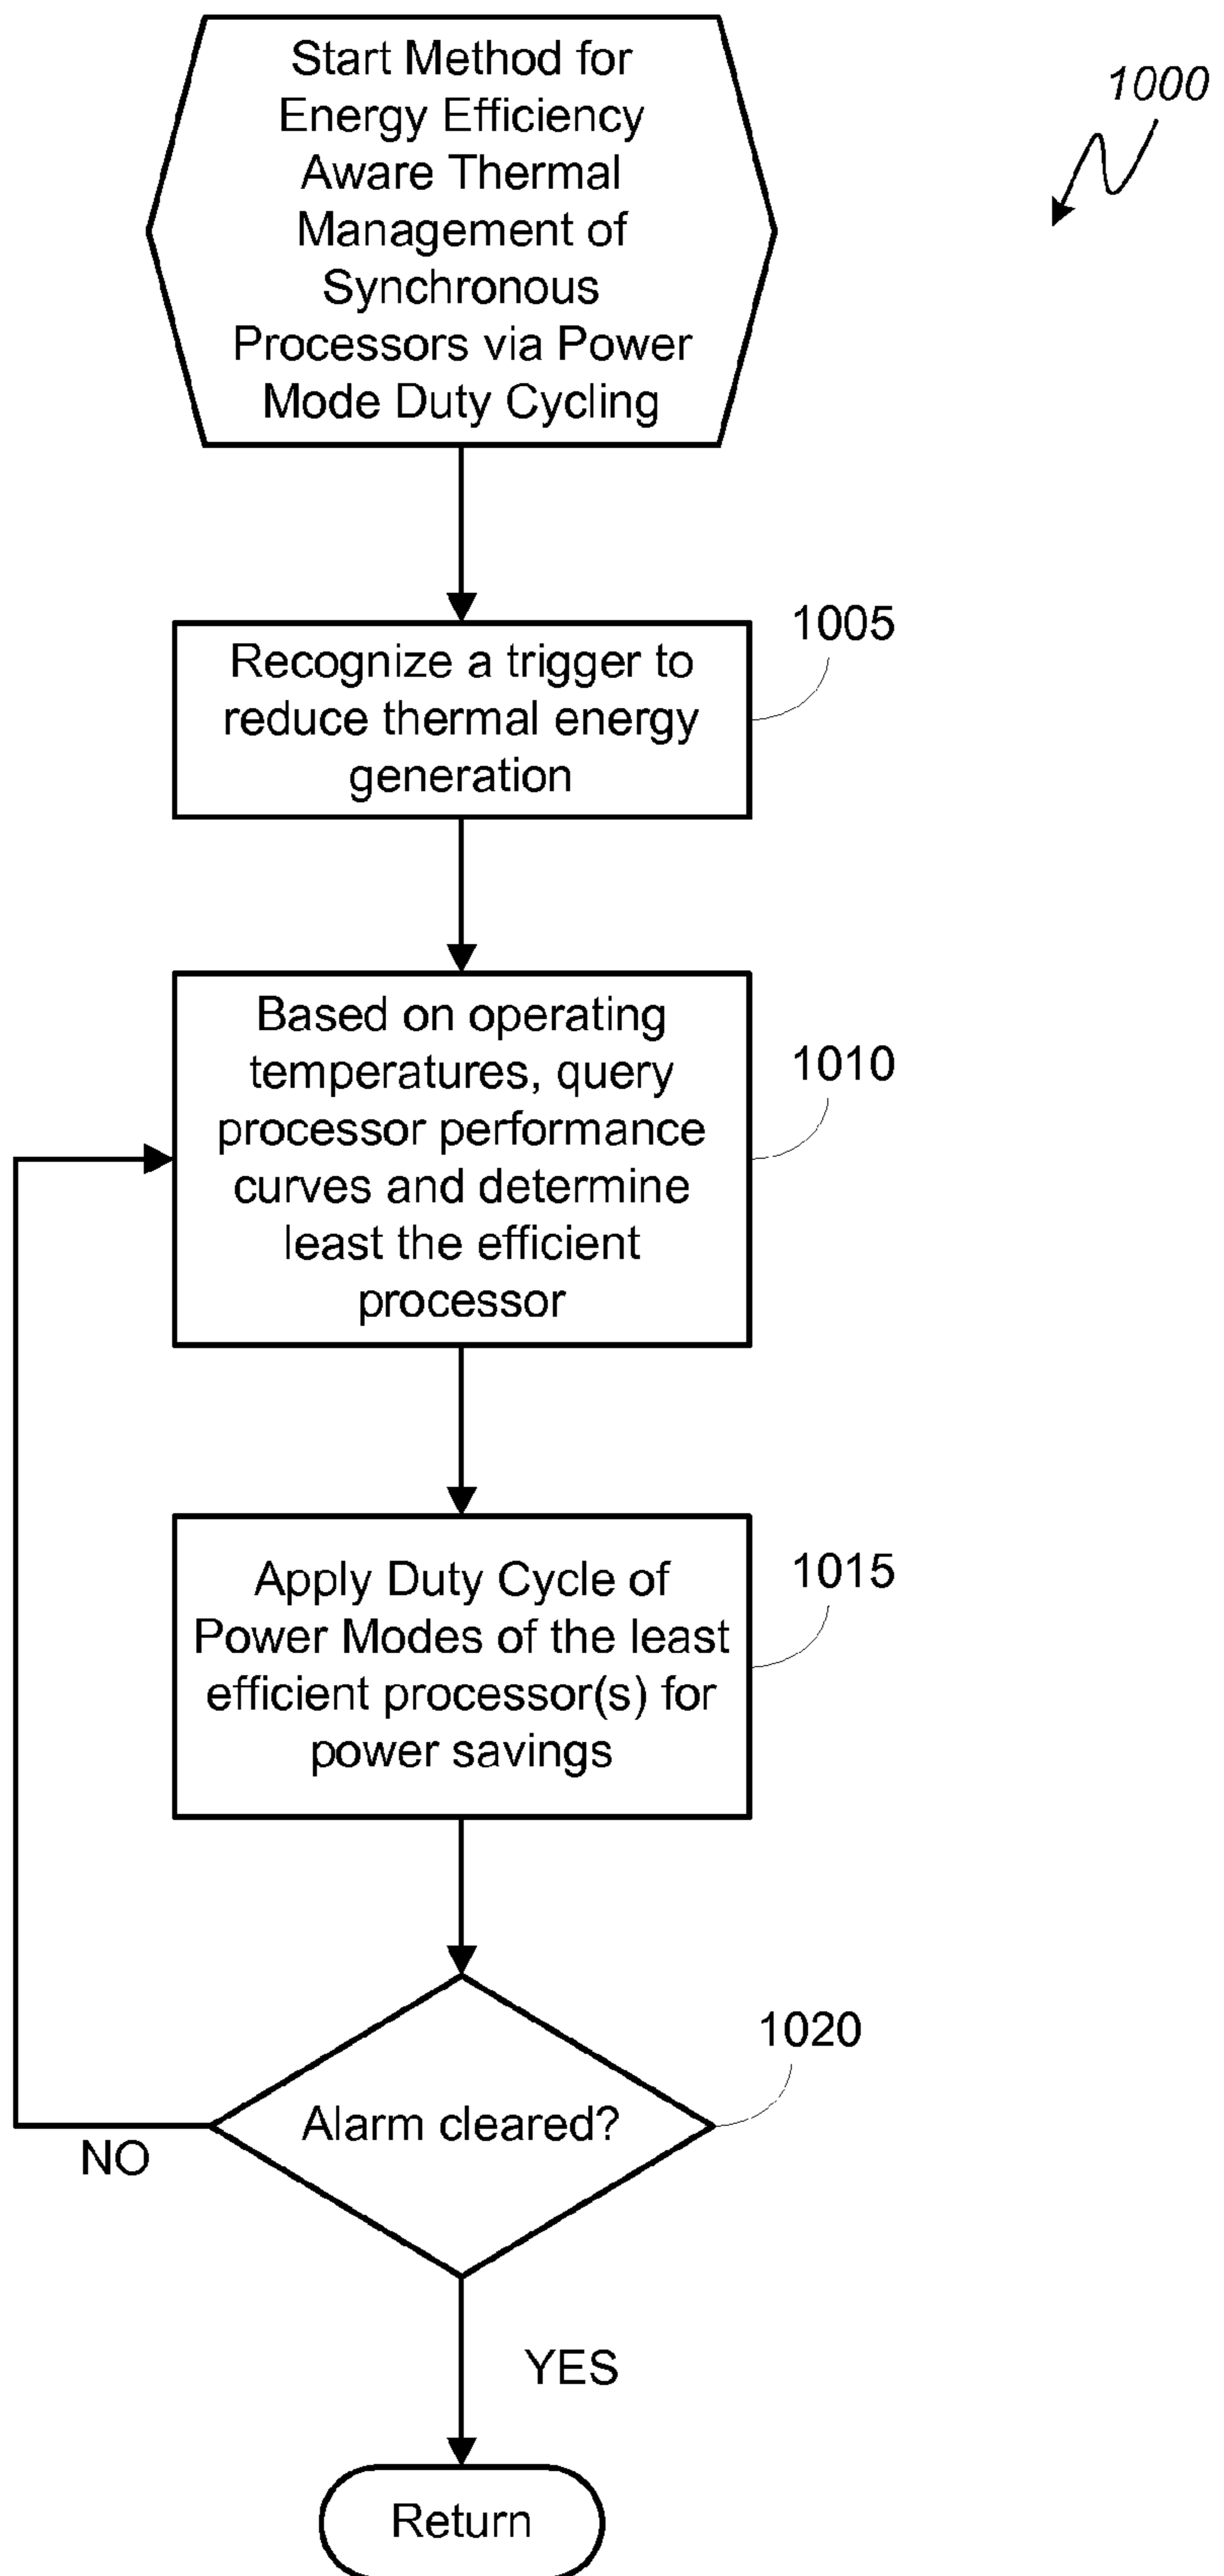 Start Method for
Energy Efficiency
Aware Thermal
Management of
Synchronous
Processors via Power
Mode Duty Cycling
1000
1005
Recognize a trigger to
reduce thermal energy
generation
1010
Based on operating
temperatures, query
processor performance
curves and determine
least the efficient
processor
1015
Apply Duty Cycle of
Power Modes of the least
efficient processor(s) for
power savings
1020
Alarm cleared?
NO
YES
Return